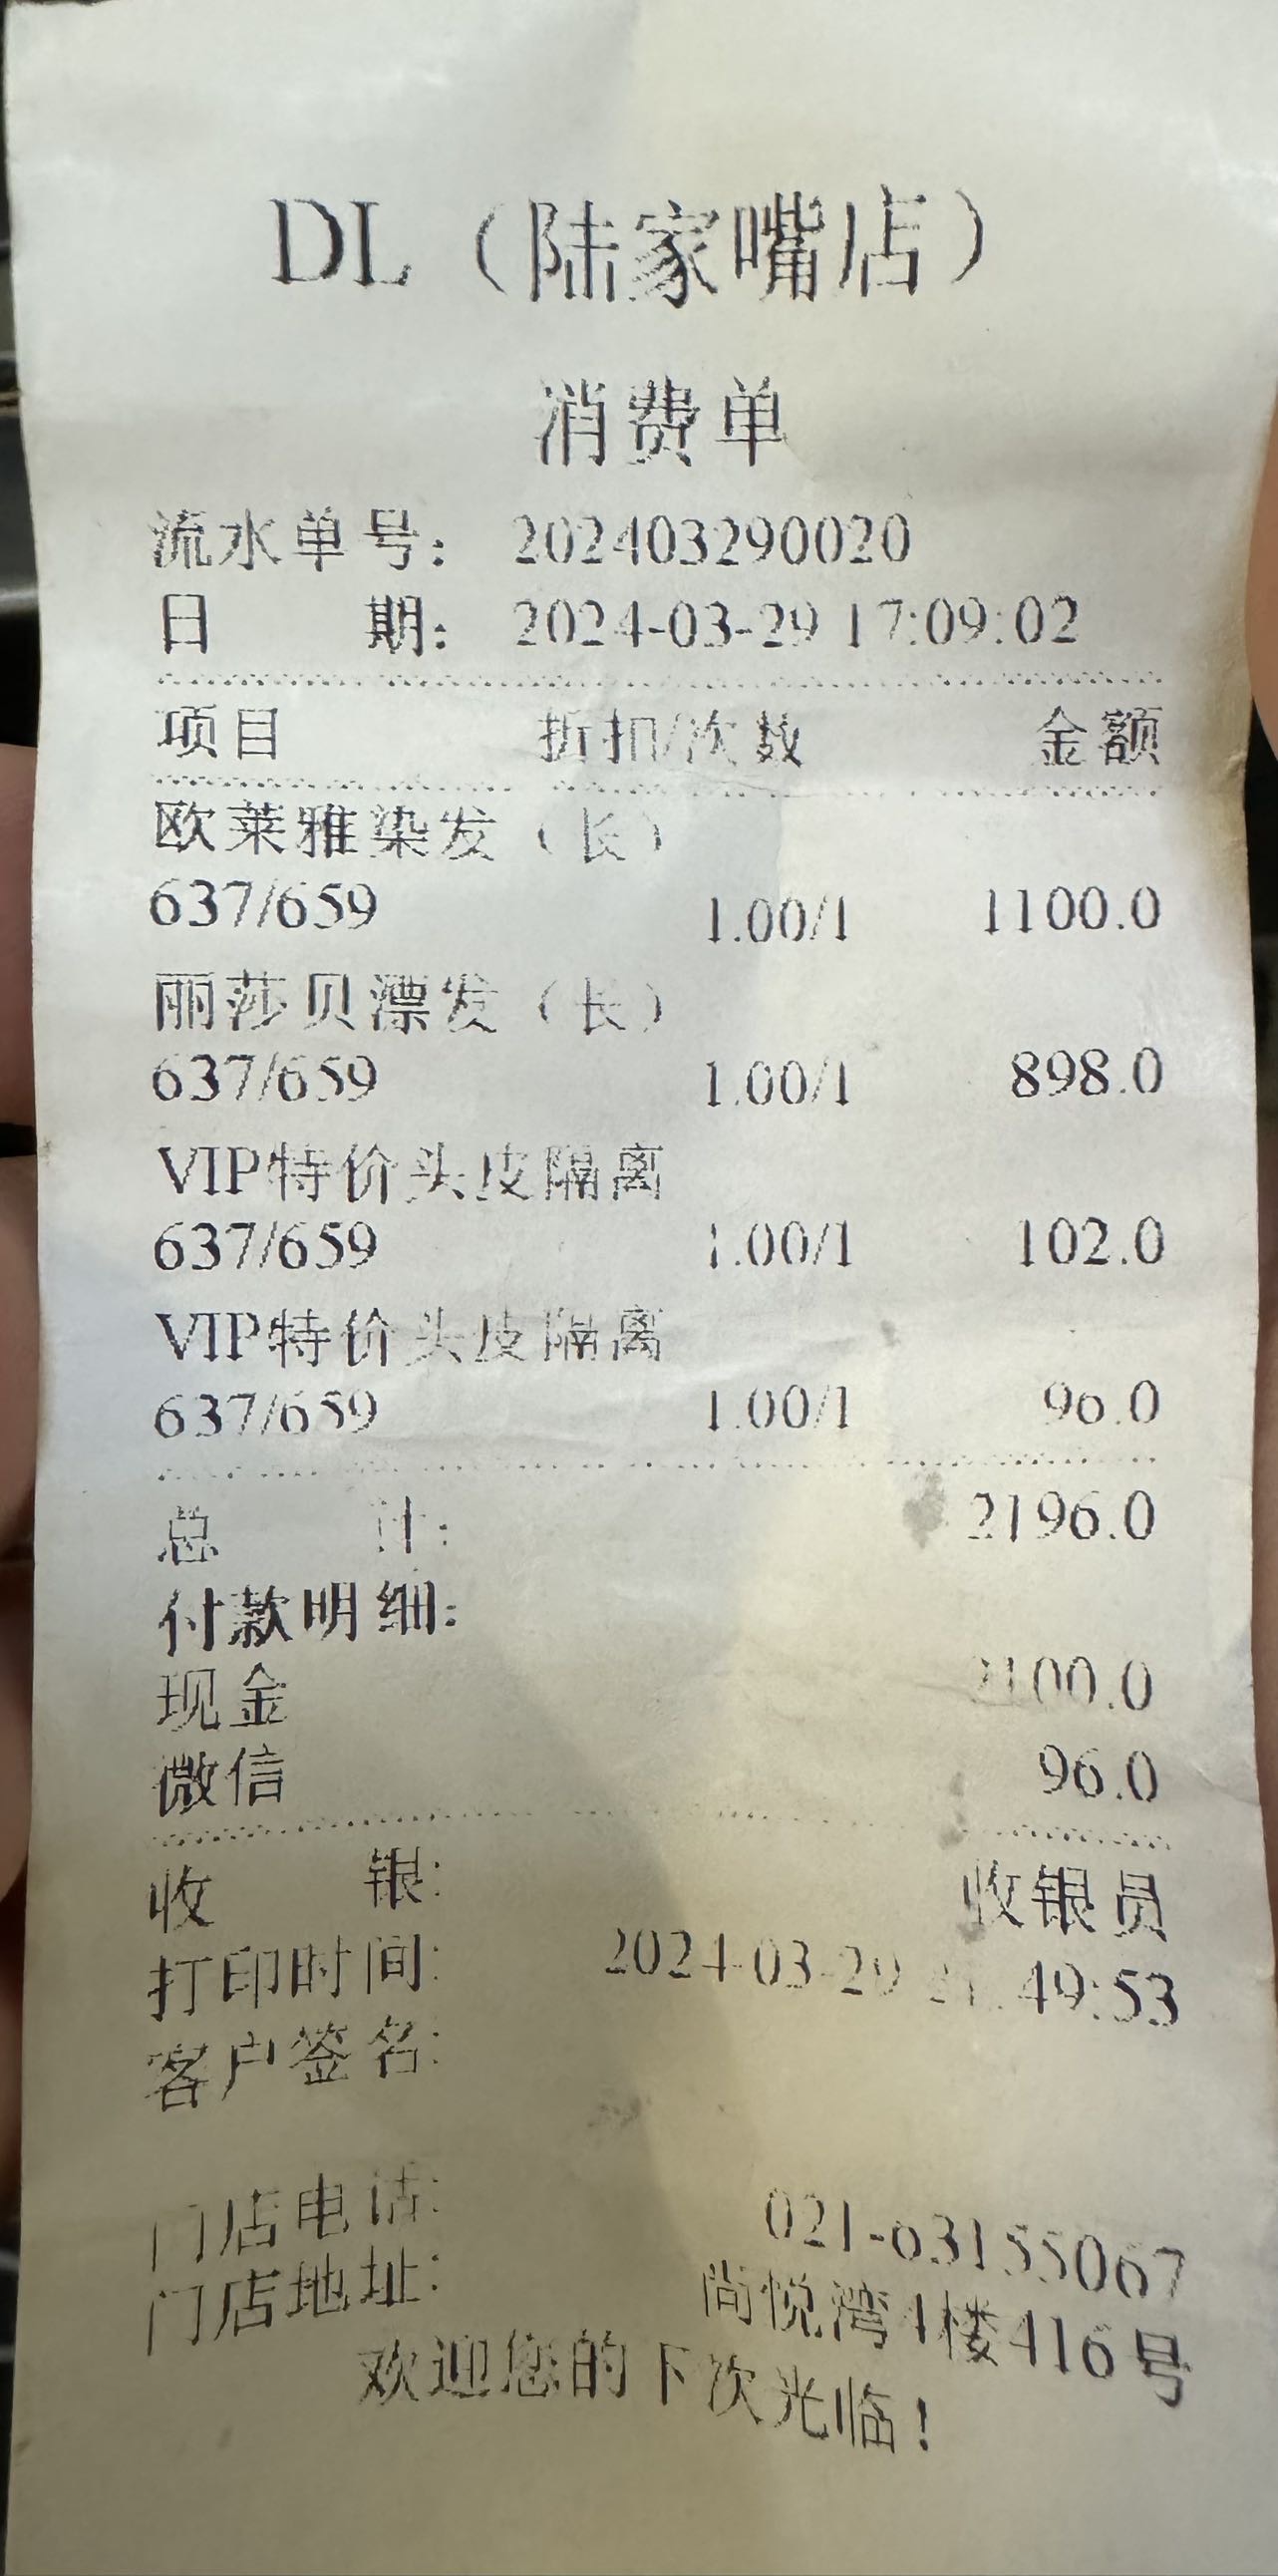 DL（陆家嘴店）
消费单
流水单号： 202403290020
日 期： 2024-03-29 17:09:02
项目 折扣/次数 金额
欧莱雅染发（长）
637/659 1.00/1 1100.0
丽莎贝漂发（长）
637/659 1.00/1 898.0
VIP特价头皮隔离
637/659 1.00/1 102.0
VIP特价头皮隔离
637/659 1.00/1 96.0
总 计： 2196.0
付款明细：
现金 2100.0
微信 96.0
收 银： 收银员
打印时间： 2024-03-29 :49:53
客户签名：
门店电话： 021-63155067
门店地址： 尚悦湾4楼416号
欢迎您的下次光临！